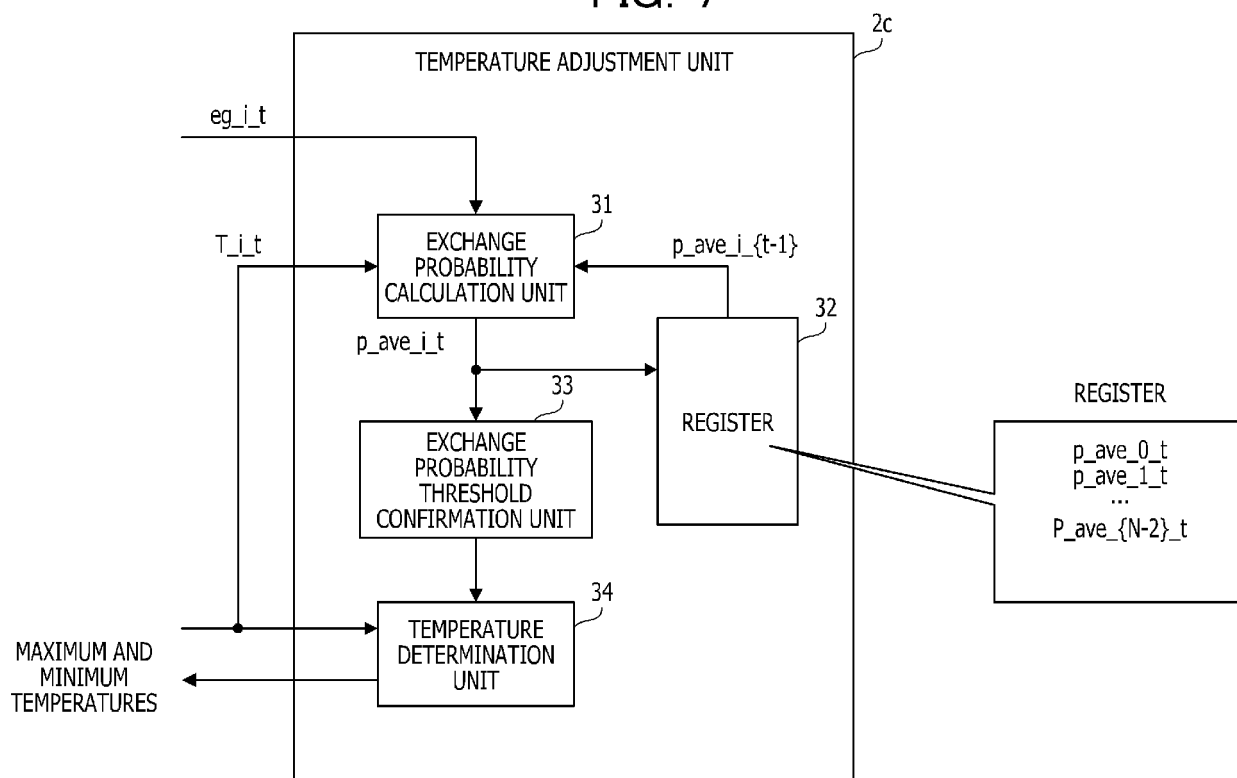 FIG. 7
2c
TEMPERATURE ADJUSTMENT UNIT
eg_i_t
31
T_i_t
EXCHANGE
PROBABILITY
CALCULATION UNIT
p_ave_i_{t-1}
32
p_ave_i_t
33
EXCHANGE
PROBABILITY
THRESHOLD
CONFIRMATION UNIT
REGISTER
REGISTER
p_ave_0_t
p_ave_1_t
...
P_ave_{N-2}_t
34
TEMPERATURE
DETERMINATION
UNIT
MAXIMUM AND
MINIMUM
TEMPERATURES